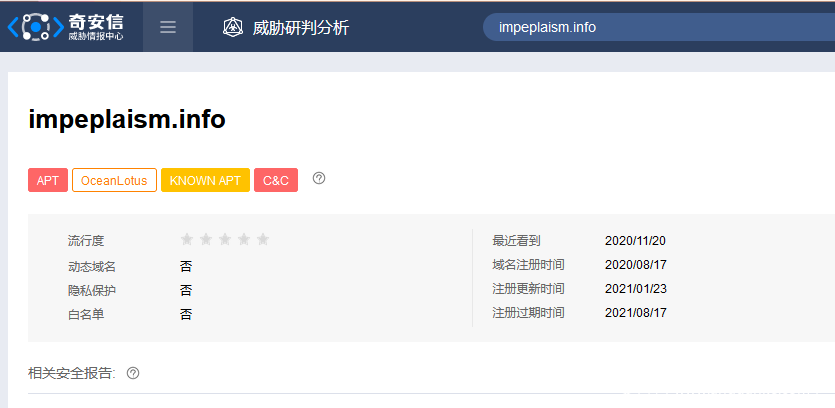 奇安信
威胁情报中心
威胁研判分析
impeplaism.info
impeplaism.info
APT
OceanLotus
KNOWN APT
C&C
流行度
最近看到 2020/11/20
动态域名 否
域名注册时间 2020/08/17
隐私保护 否
注册更新时间 2021/01/23
白名单 否
注册过期时间 2021/08/17
相关安全报告: